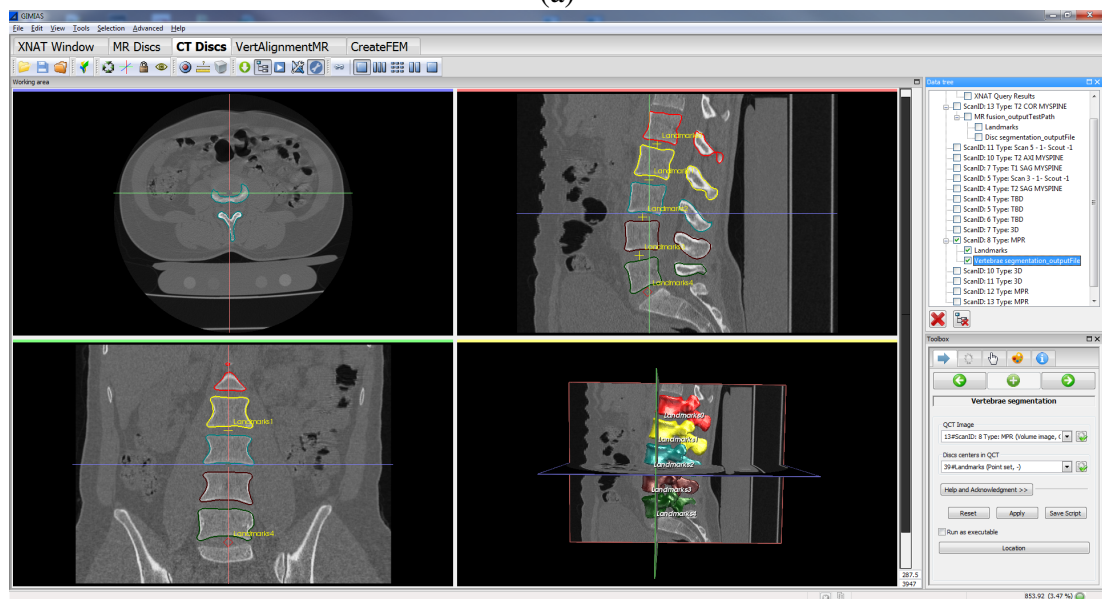 (a)
GIMIAS
File Edit View Tools Selection Advanced Help
XNAT Window MR Discs CT Discs VertAlignmentMR CreateFEM
Working area
Landmarks1
Landmarks4
Landmarks4
Landmarks0
Landmarks1
Landmarks2
Landmarks3
Landmarks4
287.5
3947
Data tree
XNAT Query Results
ScanID: 13 Type: T2 COR MYSPINE
MR fusion_outputTestPath
Landmarks
Disc segmentation_outputFile
ScanID: 11 Type: Scan 5 - 1- Scout -1
ScanID: 10 Type: T2 AXI MYSPINE
ScanID: 7 Type: T1 SAG MYSPINE
ScanID: 5 Type: Scan 3 - 1- Scout -1
ScanID: 4 Type: T2 SAG MYSPINE
ScanID: 4 Type: TBD
ScanID: 5 Type: TBD
ScanID: 6 Type: TBD
ScanID: 7 Type: 3D
ScanID: 8 Type: MPR
Landmarks
Vertebrae segmentation_outputFile
ScanID: 10 Type: 3D
ScanID: 11 Type: 3D
ScanID: 12 Type: MPR
ScanID: 13 Type: MPR
Toolbox
Vertebrae segmentation
QCT Image
13#ScanID: 8 Type: MPR (Volume image, (
Discs centers in QCT
39#Landmarks (Point set, -)
Help and Acknowledgment >>
Reset Apply Save Script
Run as executable
Location
853.92 (3.47 %)